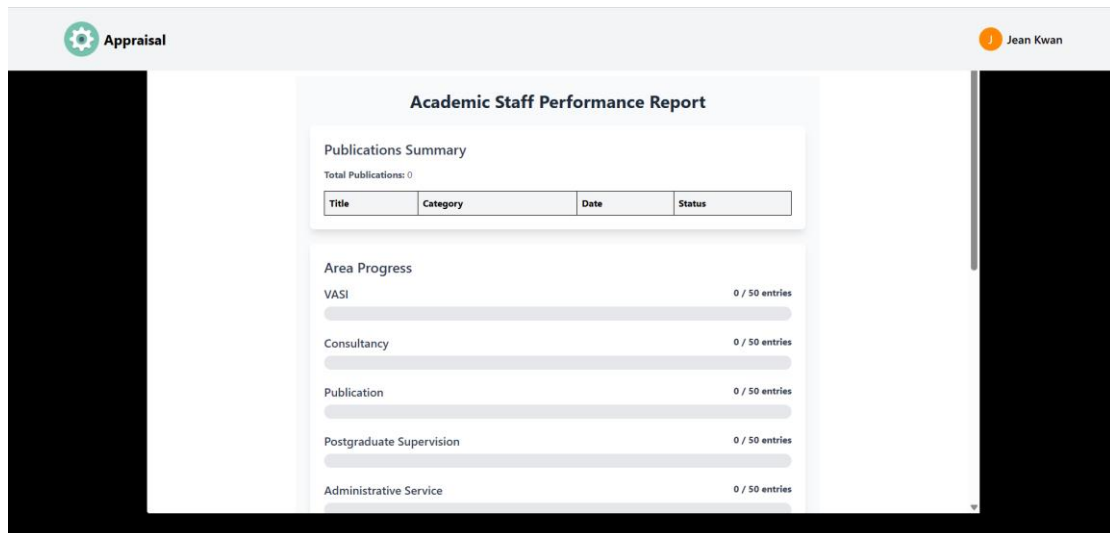 Appraisal
J Jean Kwan
Academic Staff Performance Report
Publications Summary
Total Publications: 0
Title Category Date Status
Area Progress
VASI 0 / 50 entries
Consultancy 0 / 50 entries
Publication 0 / 50 entries
Postgraduate Supervision 0 / 50 entries
Administrative Service 0 / 50 entries